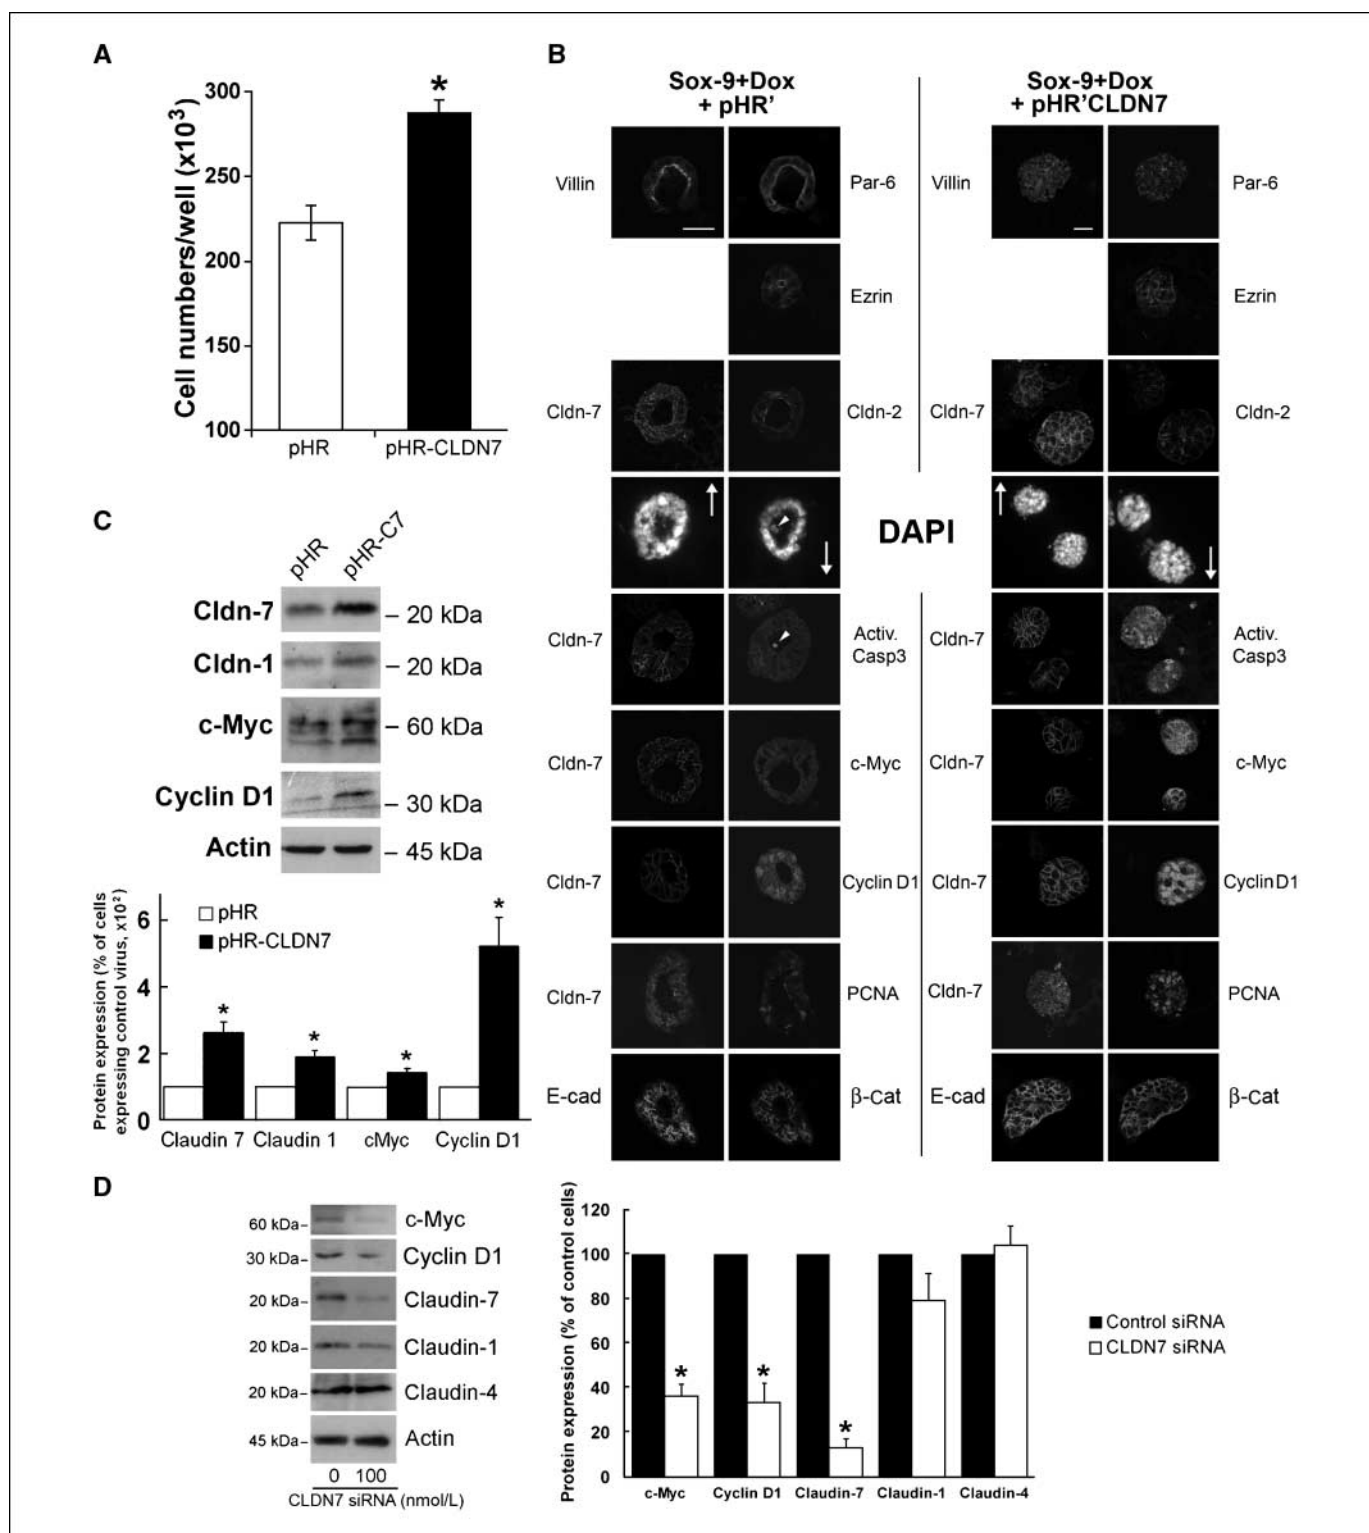 A
Cell numbers/well (x10³)
300
250
200
150
100
*
pHR
pHR-CLDN7
B
Sox-9+Dox
+ pHR'
Sox-9+Dox
+ pHR'CLDN7
Villin
Par-6
Villin
Par-6
Ezrin
Ezrin
Cldn-7
Cldn-2
Cldn-7
Cldn-2
DAPI
Cldn-7
Activ.
Casp3
Cldn-7
Activ.
Casp3
Cldn-7
c-Myc
Cldn-7
c-Myc
Cldn-7
Cyclin D1
Cldn-7
Cyclin D1
Cldn-7
PCNA
Cldn-7
PCNA
E-cad
β-Cat
E-cad
β-Cat
C
pHR
pHR-C7
Cldn-7
– 20 kDa
Cldn-1
– 20 kDa
c-Myc
– 60 kDa
Cyclin D1
– 30 kDa
Actin
– 45 kDa
Protein expression (% of cells
expressing control virus, x10²)
6
4
2
0
pHR
pHR-CLDN7
*
*
*
*
Claudin 7
Claudin 1
cMyc
Cyclin D1
D
60 kDa–
c-Myc
30 kDa–
Cyclin D1
20 kDa–
Claudin-7
20 kDa–
Claudin-1
20 kDa–
Claudin-4
45 kDa–
Actin
0 100
CLDN7 siRNA (nmol/L)
Protein expression (% of control cells)
120
100
80
60
40
20
0
*
*
*
c-Myc
Cyclin D1
Claudin-7
Claudin-1
Claudin-4
Control siRNA
CLDN7 siRNA